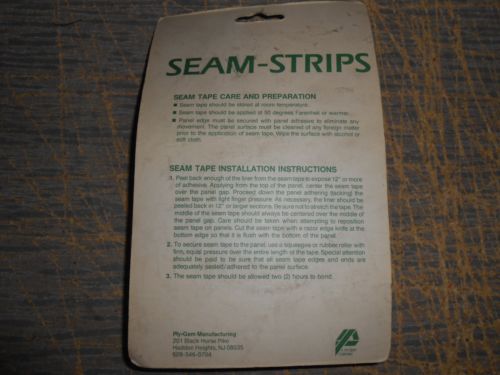 SEAM-STRIPS
SEAM TAPE CARE AND PREPARATION
■ Seam tape should be stored at room temperature.
■ Seam tape should be applied at 60 degrees Farenheit or warmer.
■ Panel edge must be secured with panel adhesive to eliminate any
movement. The panel surface must be cleaned of any foreign matter
prior to the application of seam tape. Wipe the surface with alcohol or
soft cloth.
SEAM TAPE INSTALLATION INSTRUCTIONS
1. Peel back enough of the liner from the seam tape to expose 12" or more
of adhesive. Applying from the top of the panel, center the seam tape
over the panel gap. Proceed down the panel adhering (tacking) the
seam tape with light finger pressure. As necessary, the liner should be
peeled back in 12" or larger sections. Be sure not to stretch the tape. The
middle of the seam tape should always be centered over the middle of
the panel gap. Care should be taken when attempting to reposition
seam tape on panels. Cut the seam tape with a razor edge knife at the
bottom edge so that it is flush with the bottom of the panel.
2. To secure seam tape to the panel, use a squeegee or rubber roller with
firm, equal pressure over the entire length of the tape. Special attention
should be paid to be sure that all seam tape edges and ends are
adequately sealed/adhered to the panel surface.
3. The seam tape should be allowed two (2) hours to bond.
Ply-Gem Manufacturing
201 Black Horse Pike
Haddon Heights, NJ 08035
609-546-0704